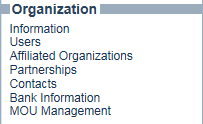 Organization
Information
Users
Affiliated Organizations
Partnerships
Contacts
Bank Information
MOU Management